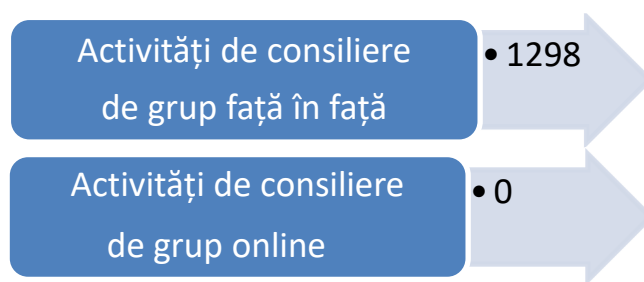 Activități de consiliere
de grup față în față
• 1298
Activități de consiliere
de grup online
• 0